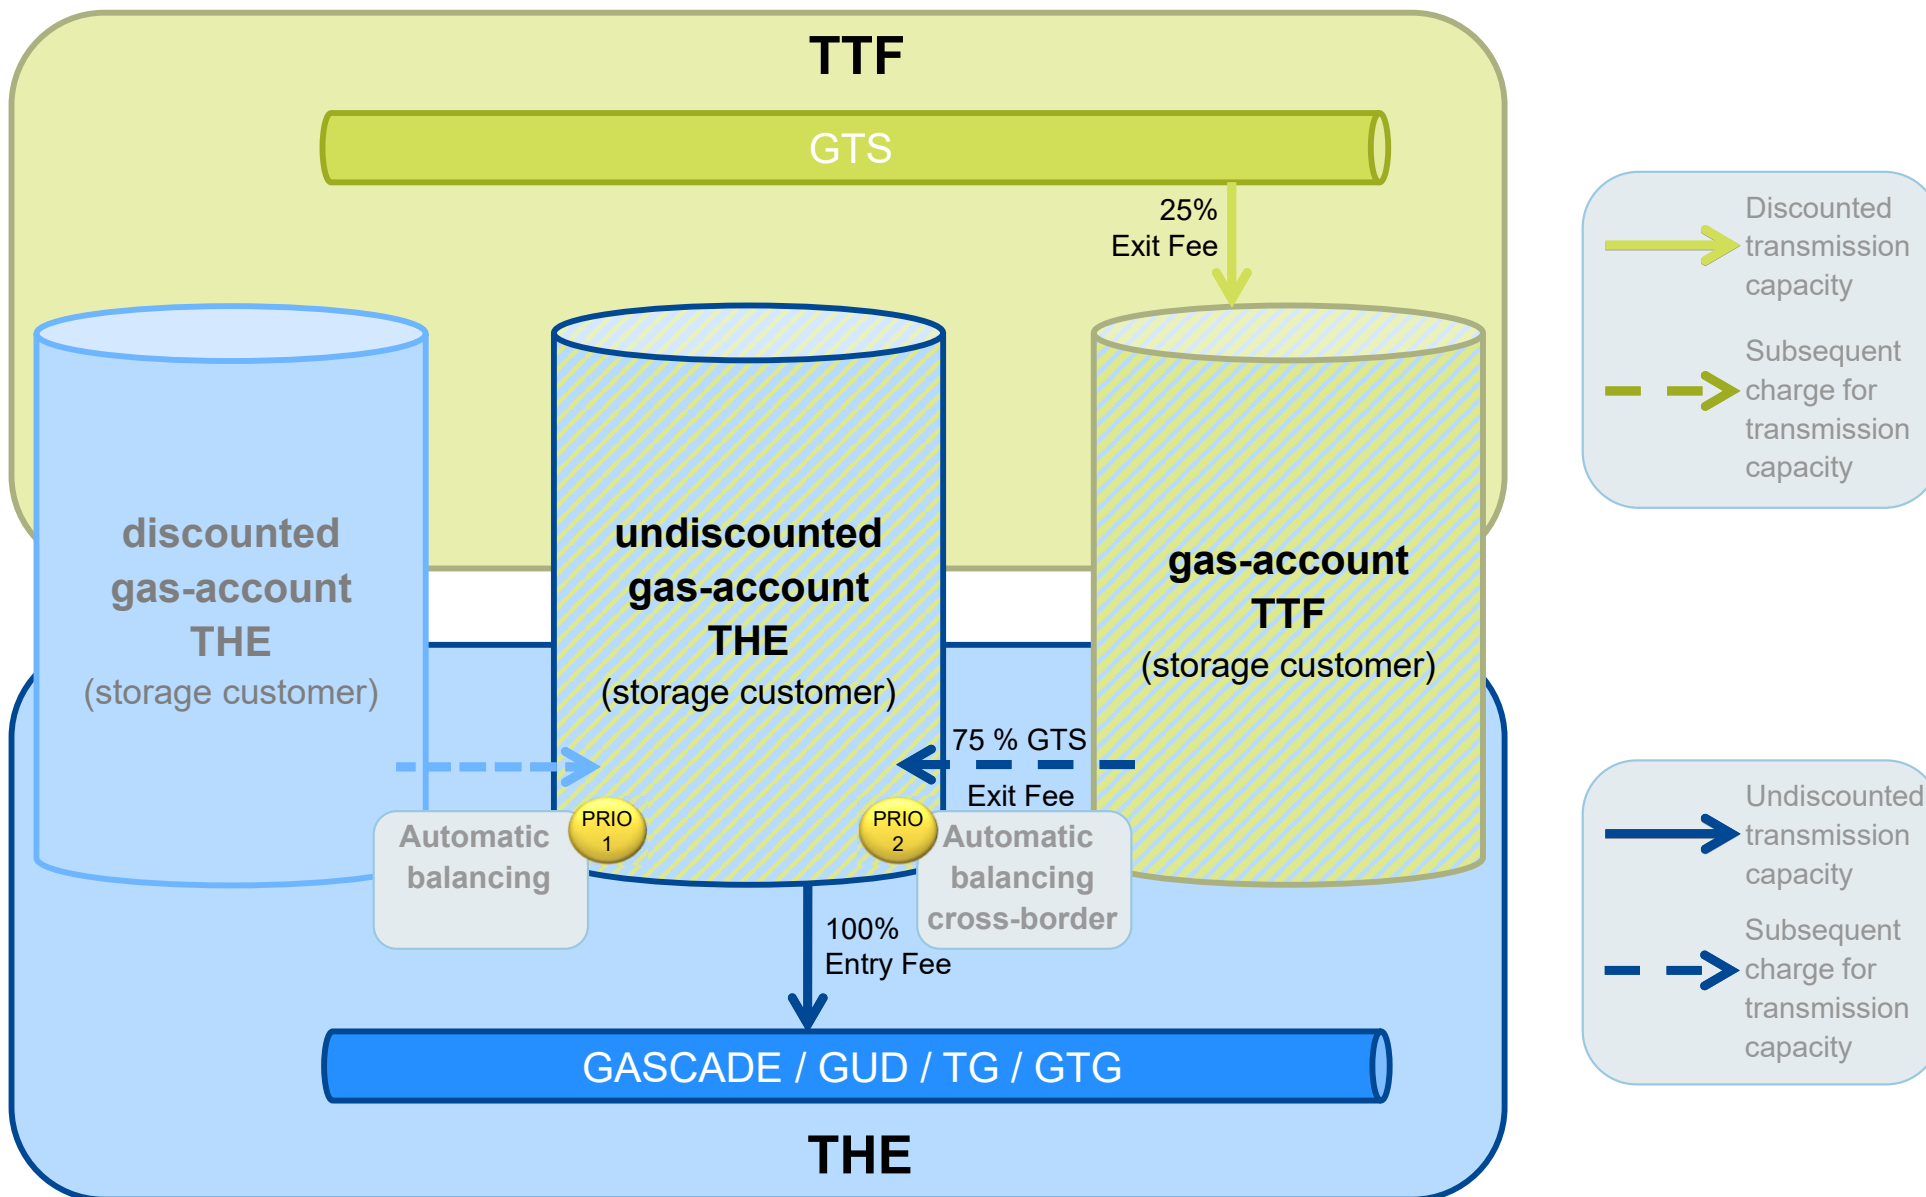 TTF
GTS
25%
Exit Fee
discounted
gas-account
THE
(storage customer)
undiscounted
gas-account
THE
(storage customer)
gas-account
TTF
(storage customer)
75 % GTS
Exit Fee
PRIO
1
Automatic
balancing
PRIO
2
Automatic
balancing
cross-border
100%
Entry Fee
GASCADE / GUD / TG / GTG
THE
Discounted
transmission
capacity
Subsequent
charge for
transmission
capacity
Undiscounted
transmission
capacity
Subsequent
charge for
transmission
capacity